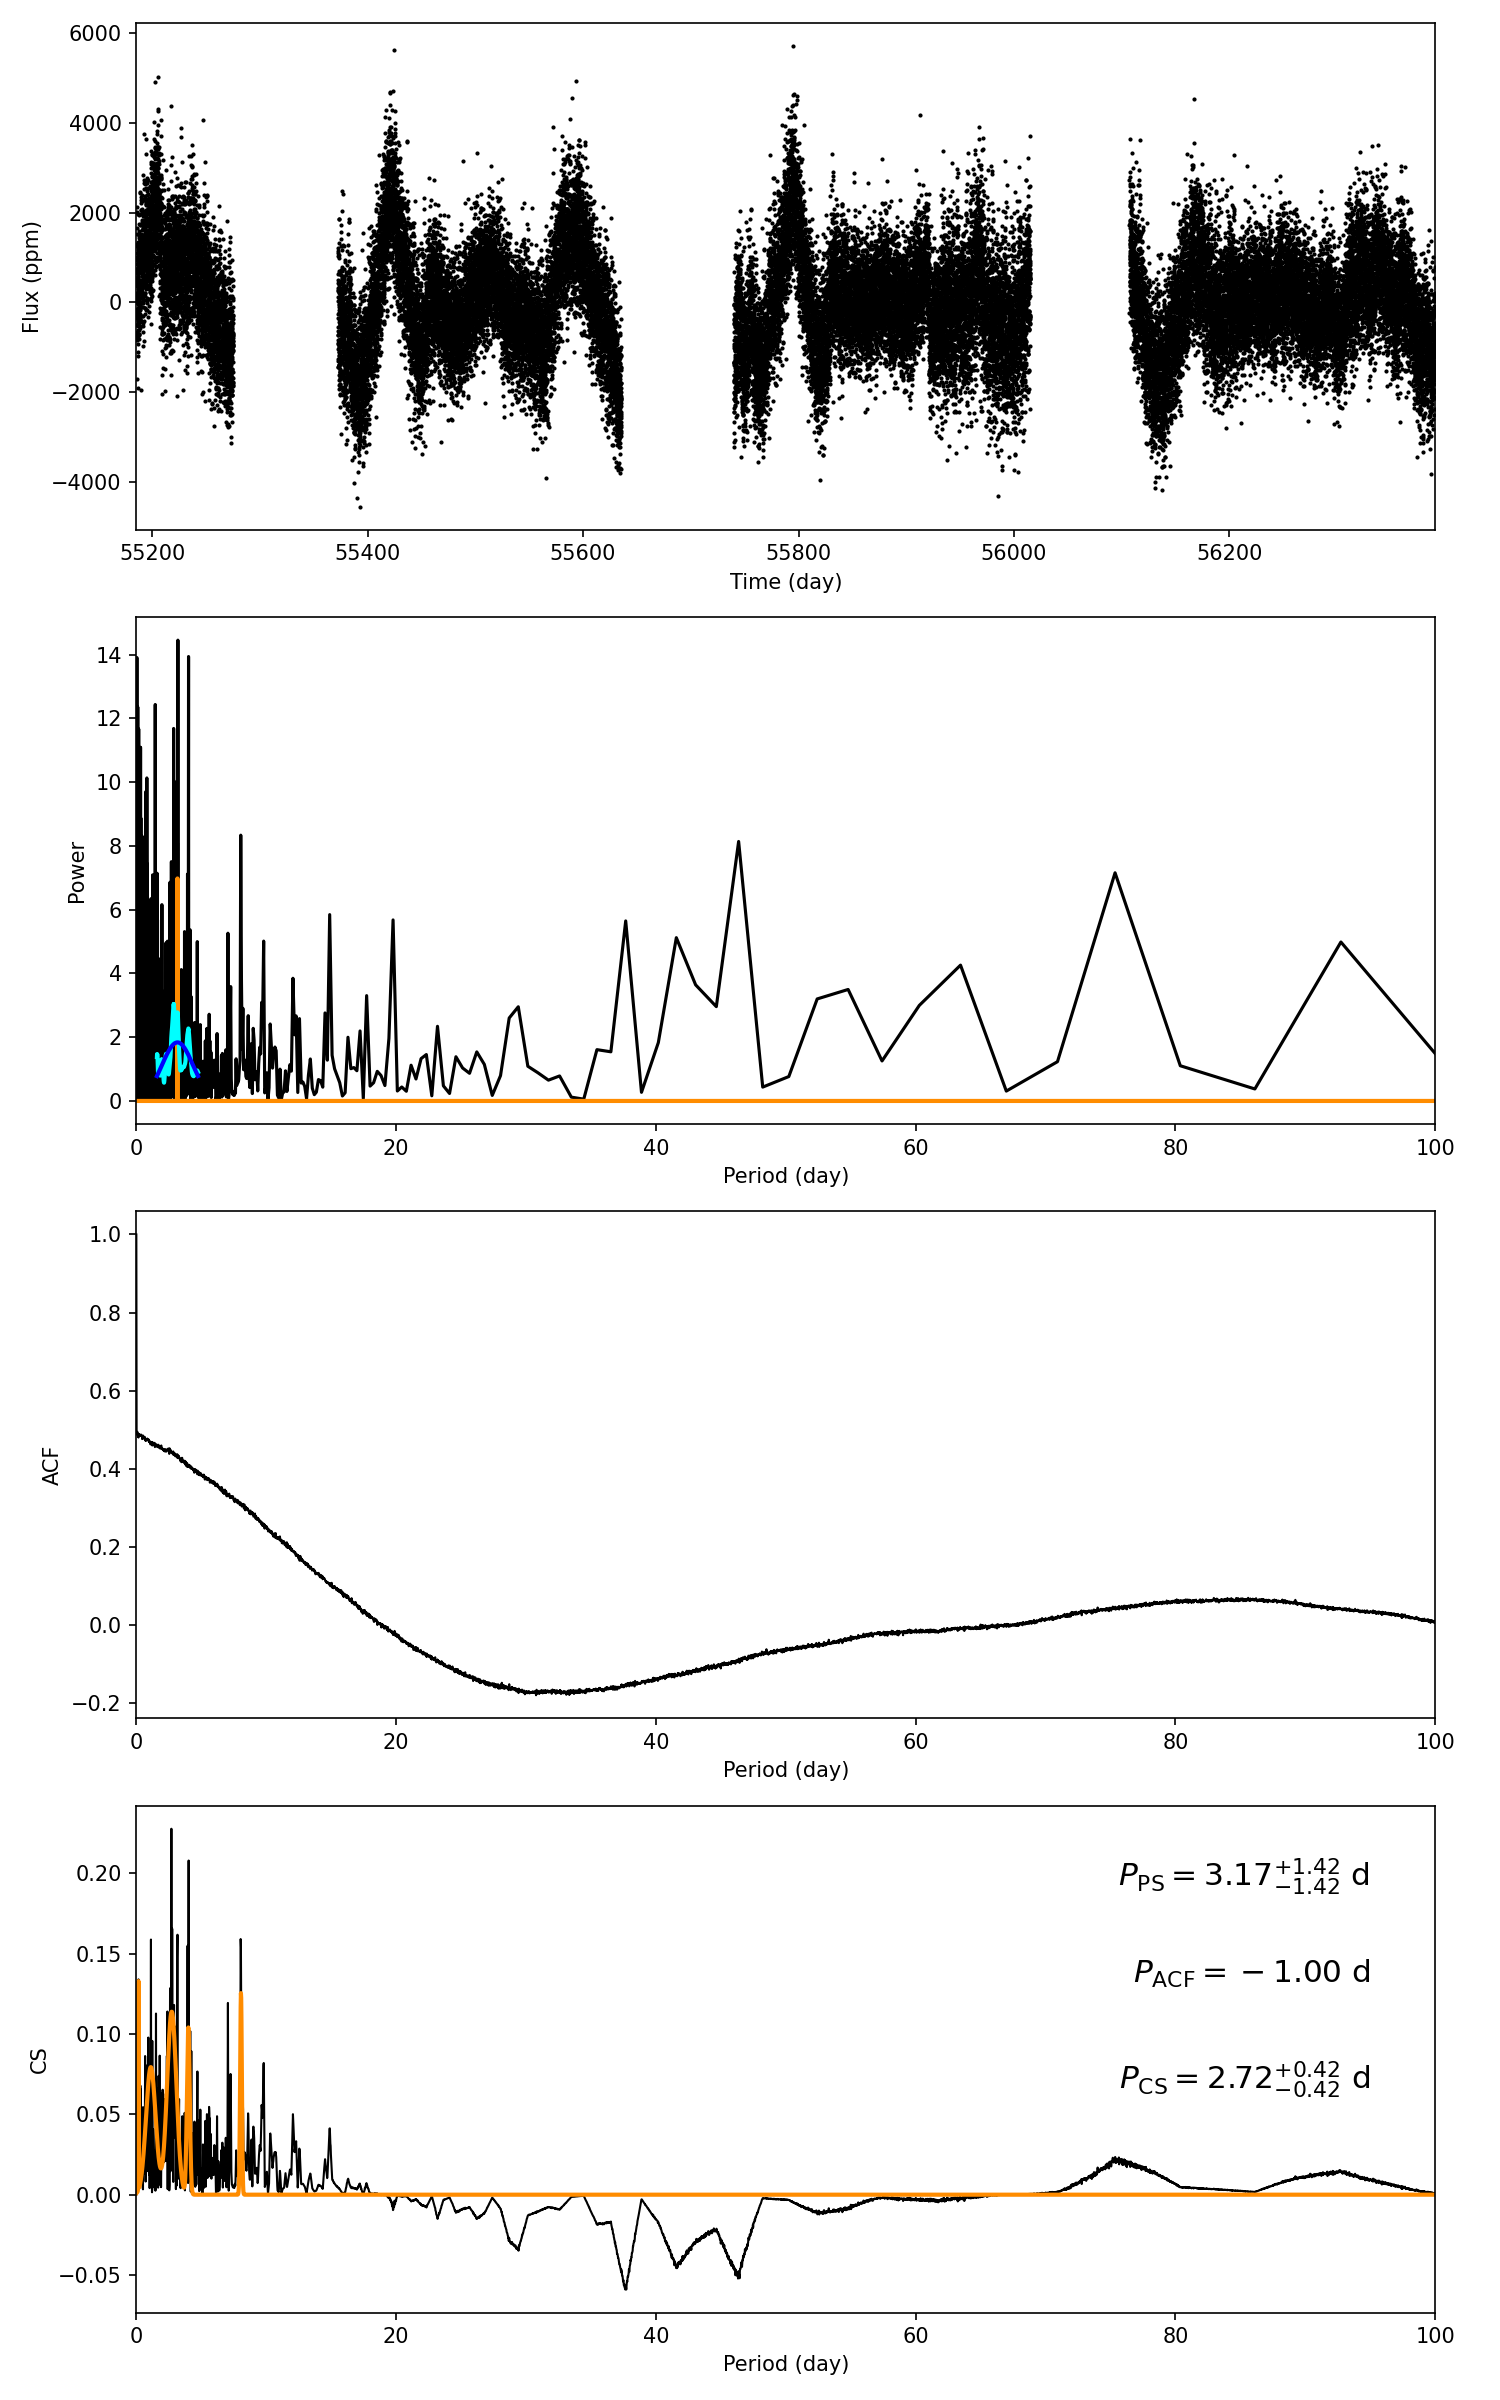 6000
4000
2000
0
−2000
−4000
Flux (ppm)
55200 55400 55600 55800 56000 56200
Time (day)
14
12
10
8
6
4
2
0
Power
0 20 40 60 80 100
Period (day)
1.0
0.8
0.6
0.4
0.2
0.0
−0.2
ACF
0 20 40 60 80 100
Period (day)
0.20
0.15
0.10
0.05
0.00
−0.05
CS
P_PS = 3.17 +1.42 −1.42 d
P_ACF = −1.00 d
P_CS = 2.72 +0.42 −0.42 d
0 20 40 60 80 100
Period (day)